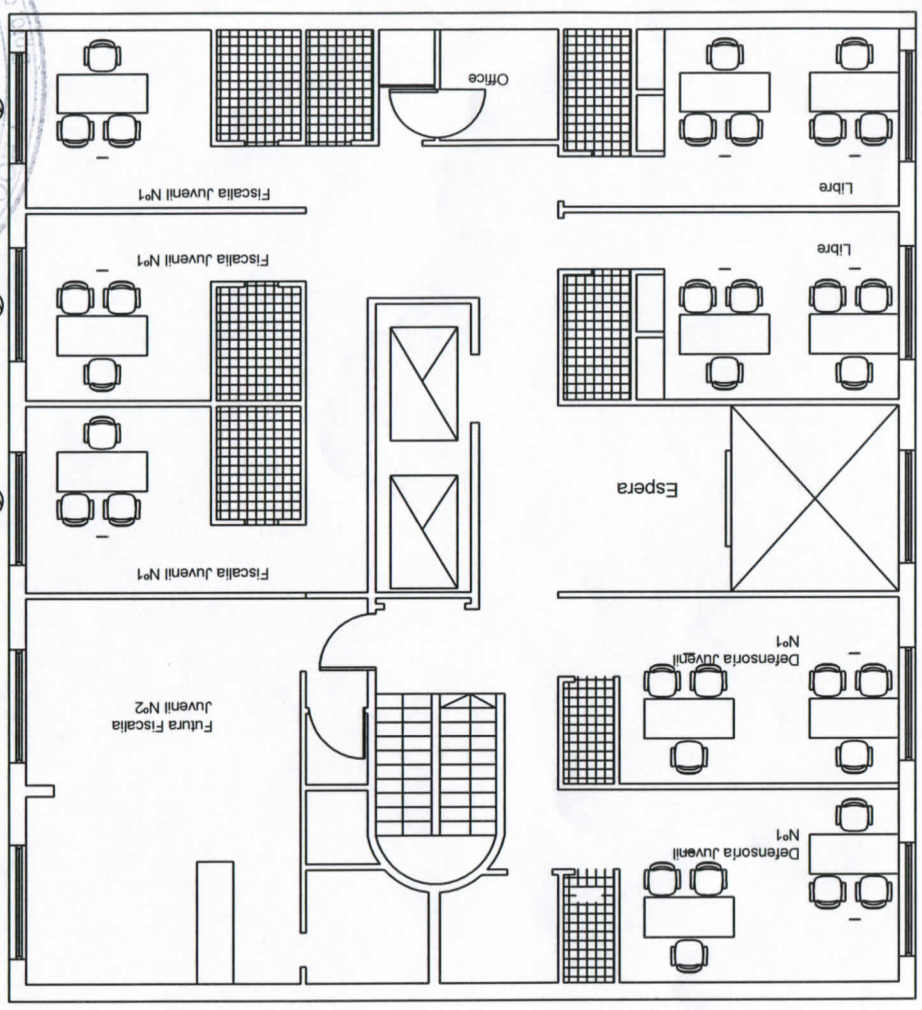 Defensoria Juvenil
Nº1
Futura Fiscalia
Juvenil Nº2
Defensoria Juvenil
Nº1
Fiscalia Juvenil Nº1
Espera
Fiscalia Juvenil Nº1
Libre
Fiscalia Juvenil Nº1
Libre
Office